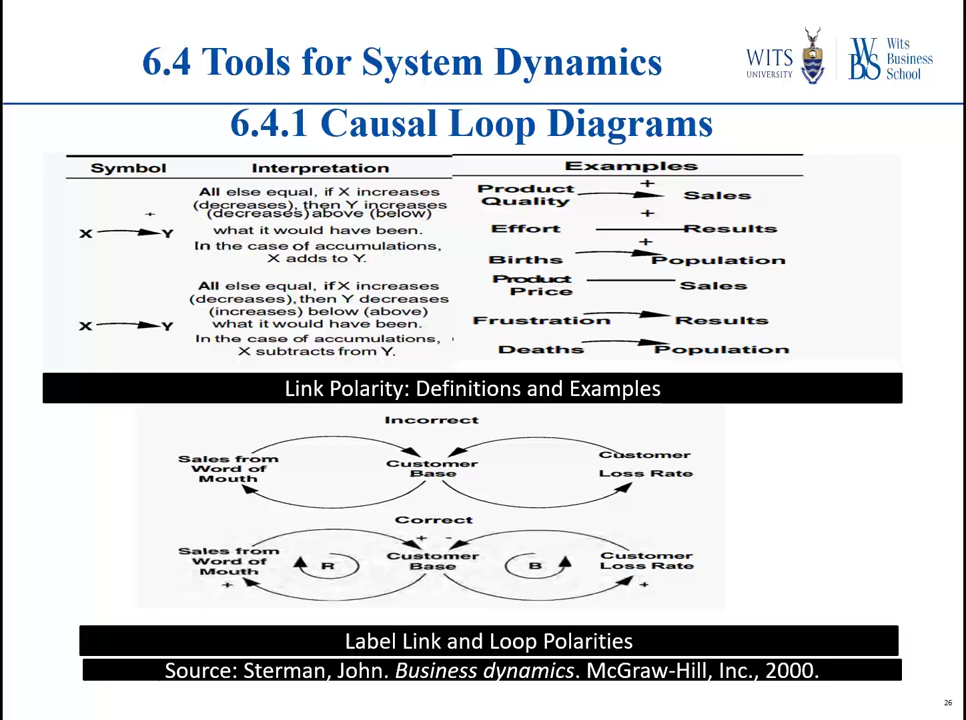 6.4 Tools for System Dynamics
WITS
UNIVERSITY
Wits
Business
School
WBS
6.4.1 Causal Loop Diagrams
Symbol Interpretation Examples
All else equal, if X increases
(decreases), then Y increases
(decreases) above (below)
what it would have been.
In the case of accumulations,
X adds to Y.
+
X Y
Product
Quality + Sales
Effort + Results
Births + Population
All else equal, if X increases
(decreases), then Y decreases
(increases) below (above)
what it would have been.
In the case of accumulations,
X subtracts from Y.
X Y
Product
Price Sales
Frustration Results
Deaths Population
Link Polarity: Definitions and Examples
Incorrect
Sales from
Word of
Mouth
Customer
Base
Customer
Loss Rate
Correct
+ -
Sales from
Word of
Mouth
+
R
Customer
Base
B
Customer
Loss Rate
+
Label Link and Loop Polarities
Source: Sterman, John. Business dynamics. McGraw-Hill, Inc., 2000.
26